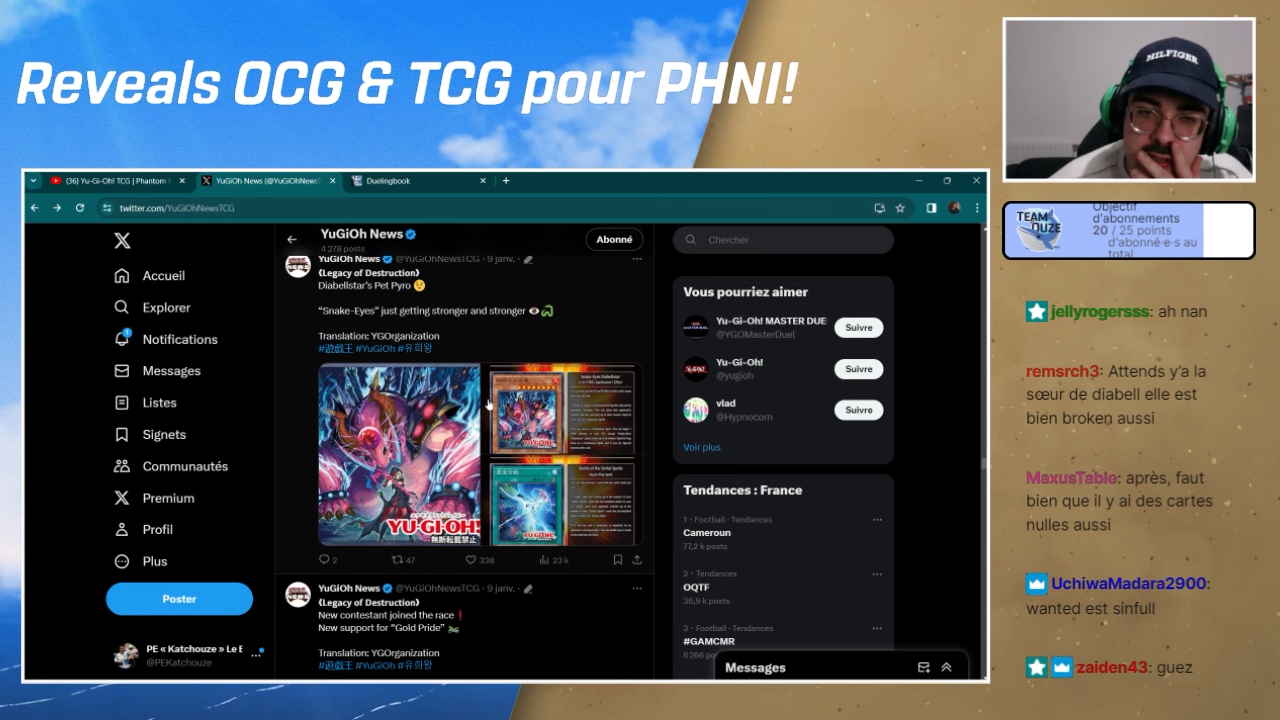 Reveals OCG & TCG pour PHNI!
HILFIGER
(36) Yu-Gi-Oh! TCG | Phantom
YuGiOh News (@YuGiOhNews
Duelingbook
twitter.com/YuGiOhNewsTCG
Accueil
Explorer
1
Notifications
Messages
Listes
Signets
Communautés
Premium
Profil
Plus
Poster
PE « Katchouze » Le E
@PEKatchouze
YuGiOh News
4 278 posts
Abonné
YuGiOh News @YuGiOhNewsTCG · 9 janv. ·
《Legacy of Destruction》
Diabellstar's Pet Pyro
"Snake-Eyes" just getting stronger and stronger
Translation: YGOrganization
#遊戯王 #YuGiOh #유희왕
YU-GI-OH!
無断転載禁止
2 47 338 23 k
YuGiOh News @YuGiOhNewsTCG · 9 janv. ·
《Legacy of Destruction》
New contestant joined the race
New support for "Gold Pride"
Translation: YGOrganization
#遊戯王 #YuGiOh #유희왕
Chercher
Vous pourriez aimer
Yu-Gi-Oh! MASTER DUE
@YGOMasterDuel
Suivre
Yu-Gi-Oh!
@yugioh
Suivre
vlad
@Hypnocorn
Suivre
Voir plus
Tendances : France
1 · Football · Tendances
Cameroun
77,2 k posts
2 · Tendances
OQTF
36,9 k posts
3 · Football · Tendances
#GAMCMR
6 266 po
Messages
TEAM
OUZE
Objectif
d'abonnements
20 / 25 points
d'abonné·e·s au
total
jellyrogersss: ah nan
remsrch3: Attends y'a la
sœur de diabell elle est
bien broken aussi
MaxusTable: après, faut
bien que il y ai des cartes
nulles aussi
UchiwaMadara2900:
wanted est sinfull
zaiden43: guez